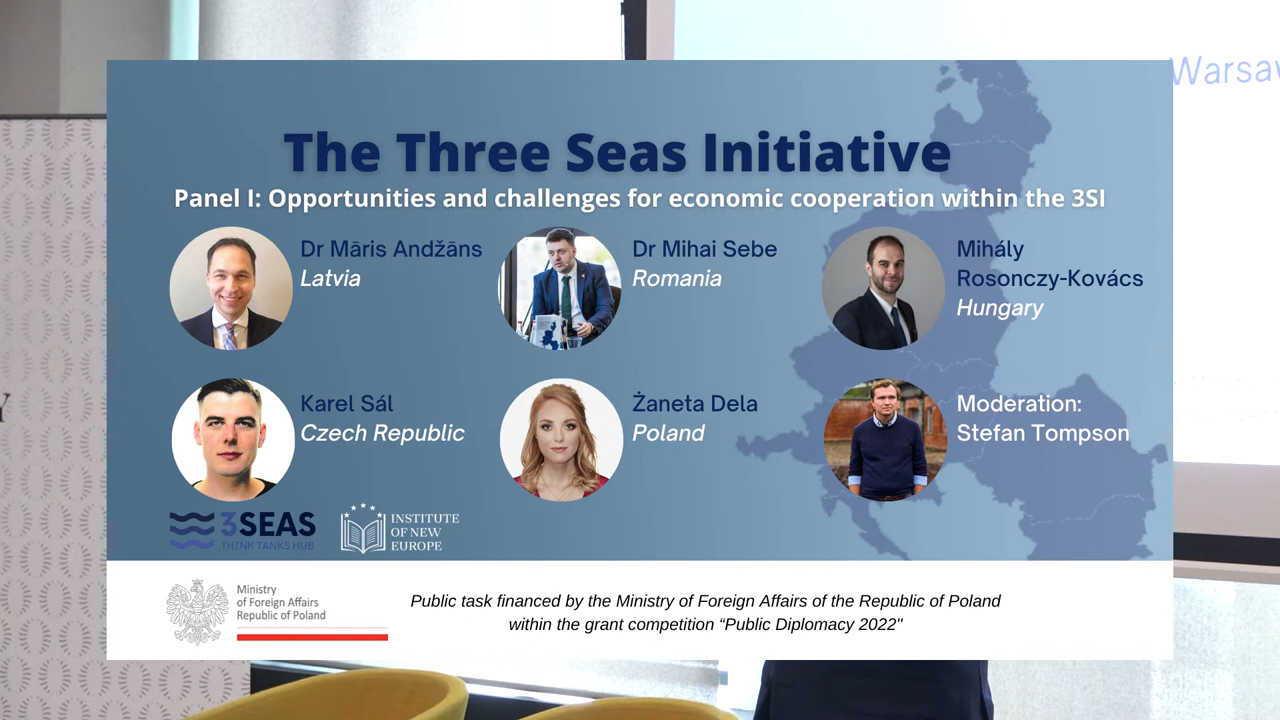 Warsaw
The Three Seas Initiative
Panel I: Opportunities and challenges for economic cooperation within the 3SI
Dr Māris Andžāns
Latvia
Dr Mihai Sebe
Romania
Mihály
Rosonczy-Kovács
Hungary
Karel Sál
Czech Republic
Żaneta Dela
Poland
Moderation:
Stefan Tompson
3SEAS
THINK TANKS HUB
INSTITUTE
OF NEW
EUROPE
Ministry
of Foreign Affairs
Republic of Poland
Public task financed by the Ministry of Foreign Affairs of the Republic of Poland
within the grant competition “Public Diplomacy 2022"